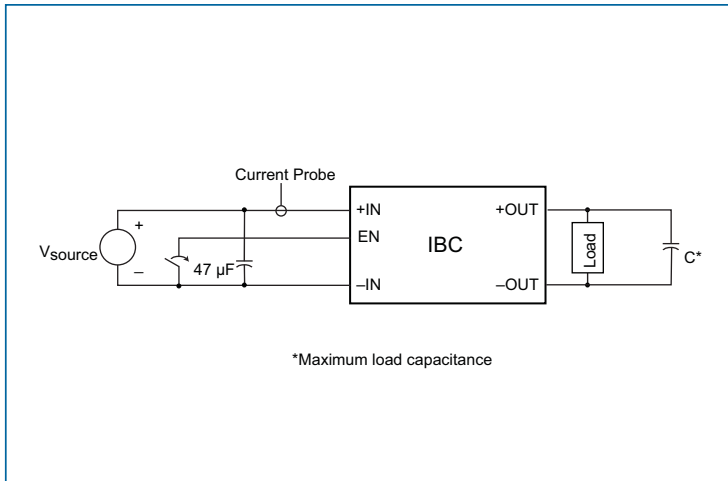 Current Probe
+IN
+OUT
EN
IBC
+
Vsource
–
47 µF
Load
C*
–IN
–OUT
*Maximum load capacitance